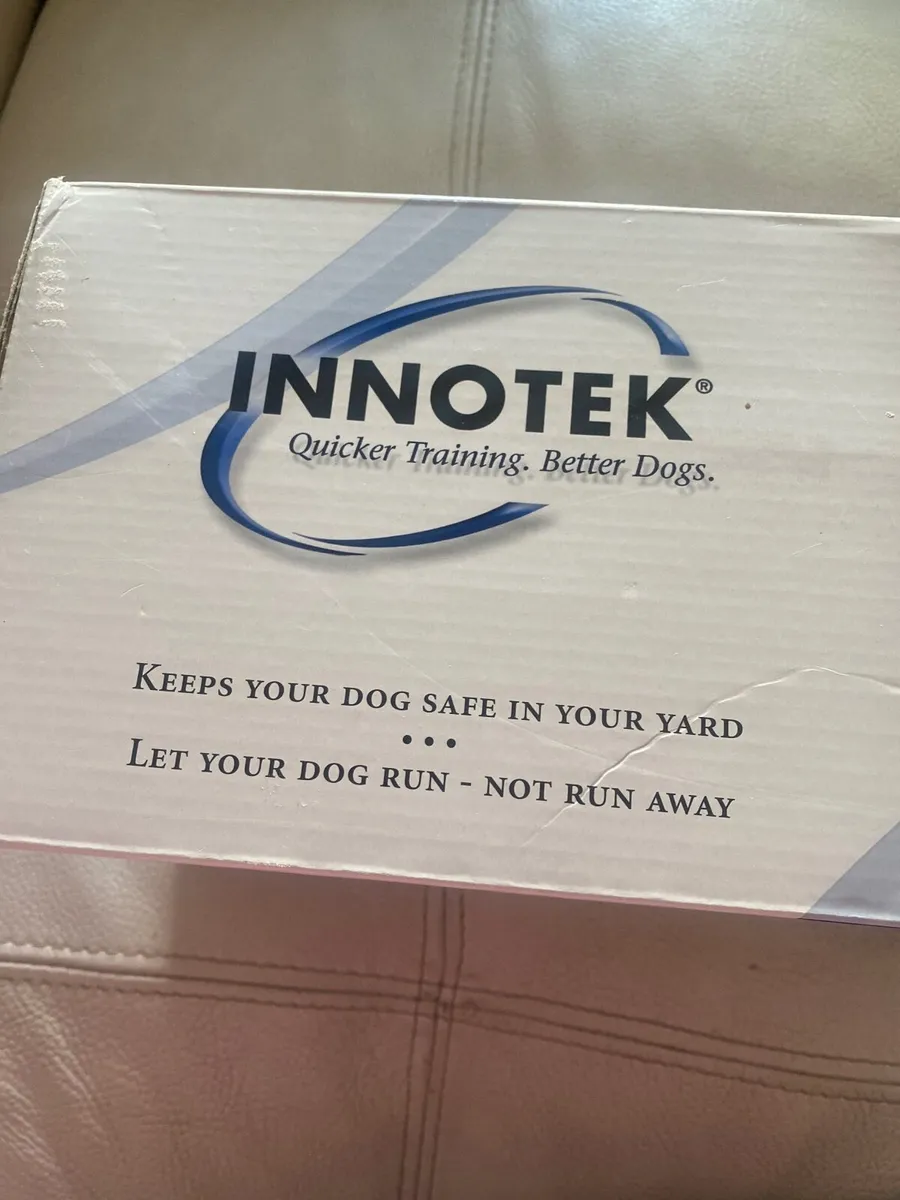 INNOTEK®
Quicker Training. Better Dogs.
KEEPS YOUR DOG SAFE IN YOUR YARD
•••
LET YOUR DOG RUN - NOT RUN AWAY